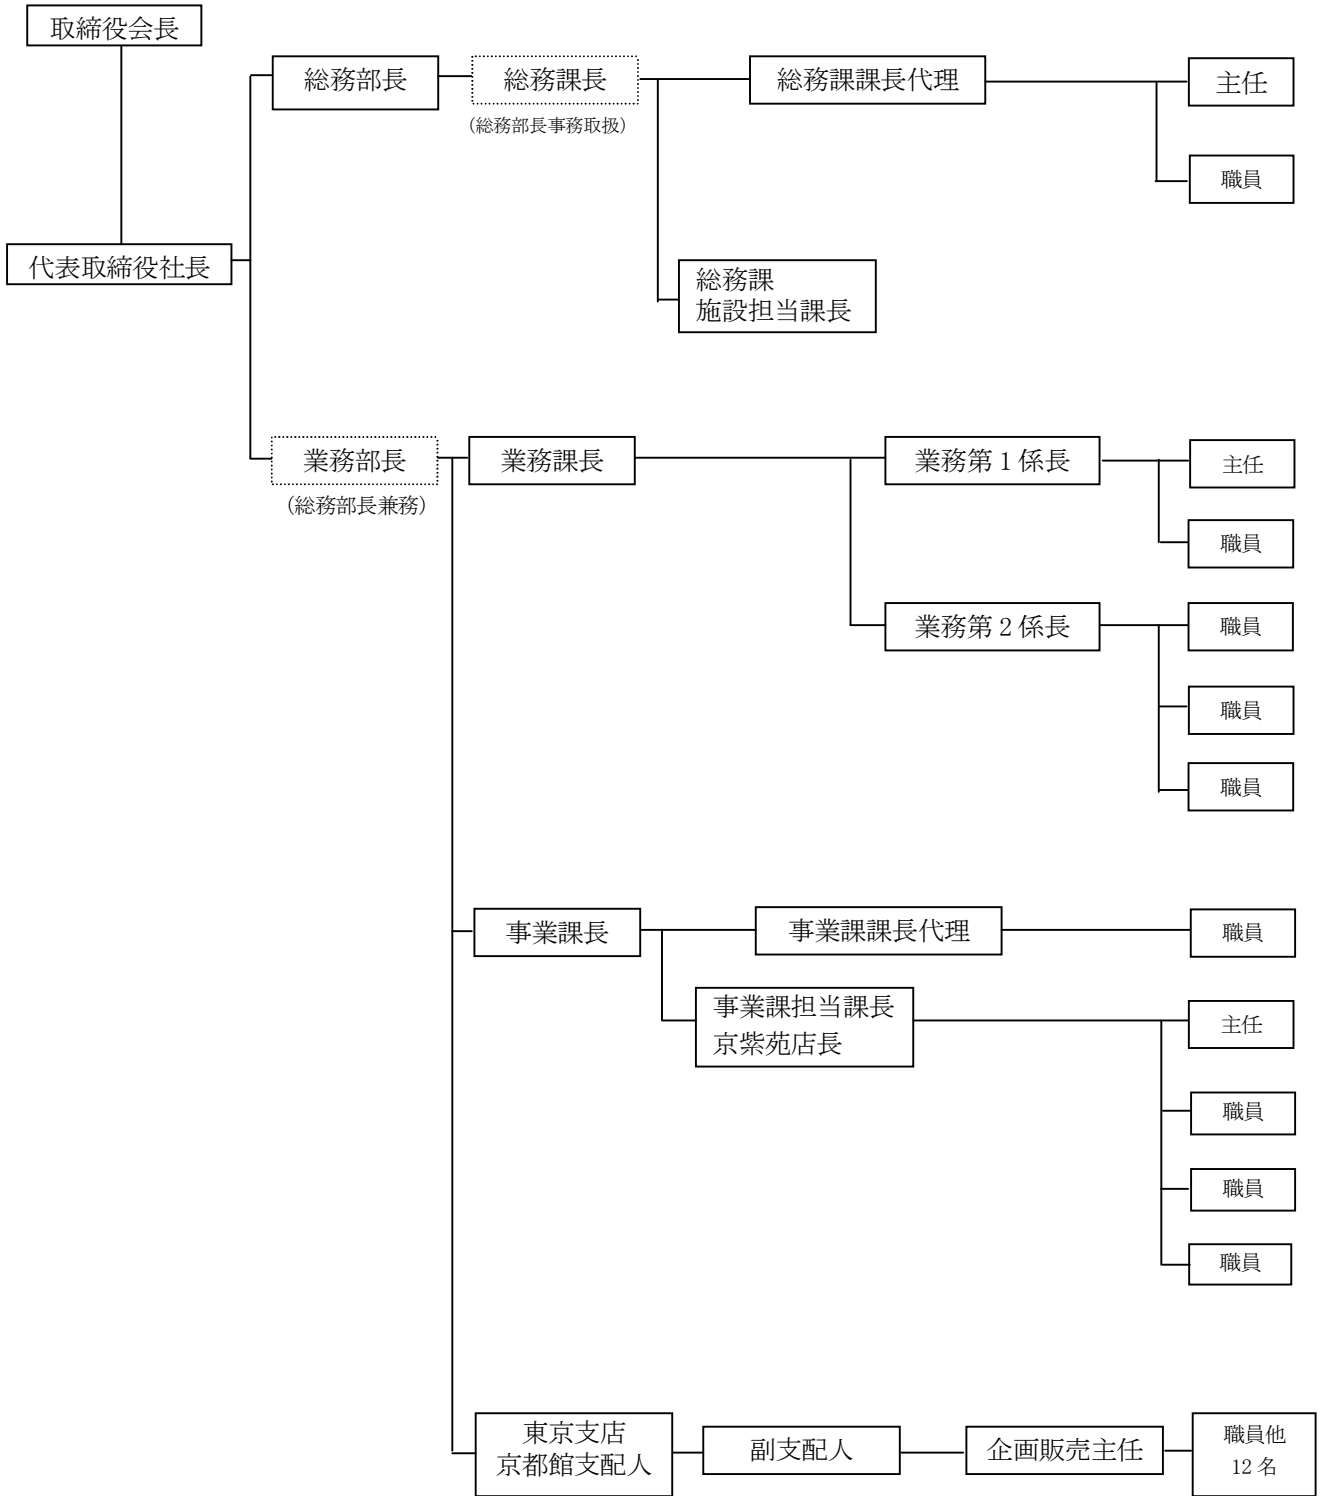 取締役会長
総務部長
総務課長
(総務部長事務取扱)
総務課課長代理
主任
職員
代表取締役社長
総務課
施設担当課長
業務部長
(総務部長兼務)
業務課長
業務第1係長
主任
職員
業務第2係長
職員
職員
職員
事業課長
事業課課長代理
職員
事業課担当課長
京紫苑店長
主任
職員
職員
職員
東京支店
京都館支配人
副支配人
企画販売主任
職員他
12名